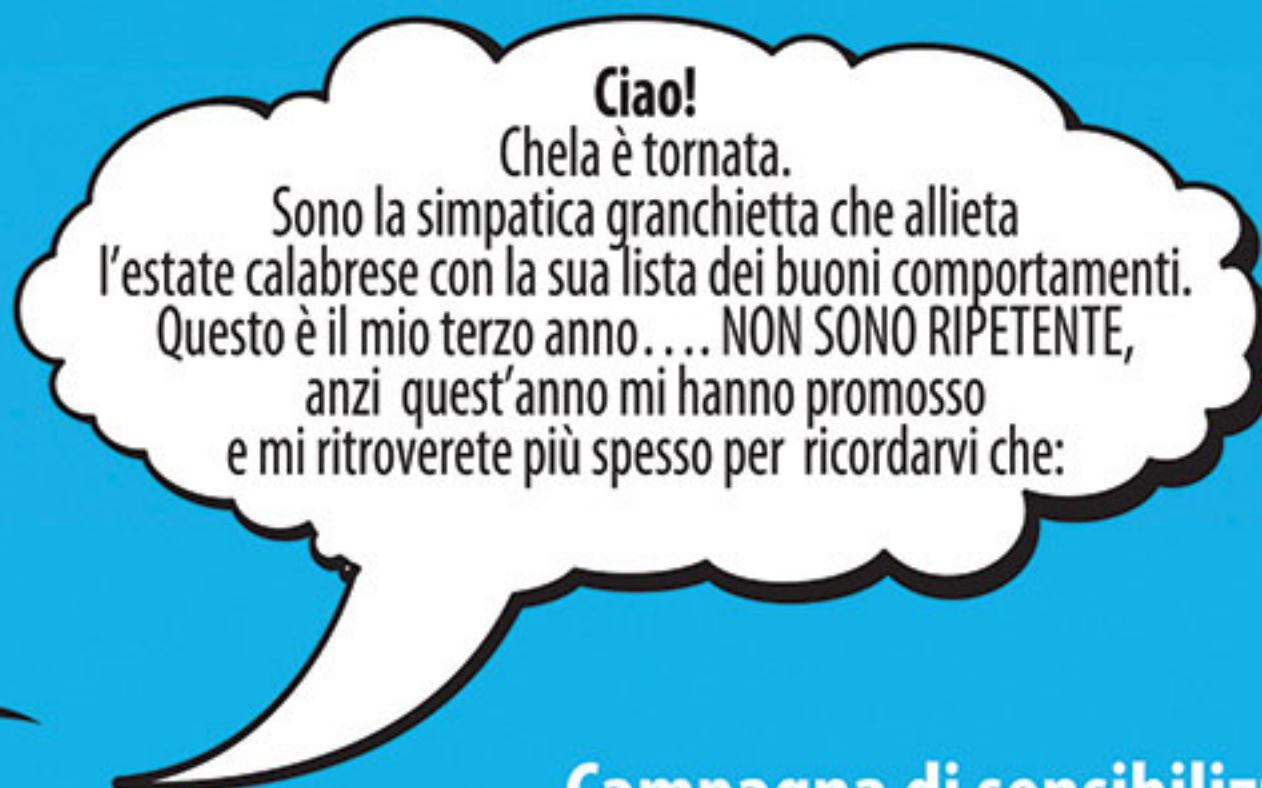 Ciao!
Chela è tornata.
Sono la simpatica granchietta che allieta
l'estate calabrese con la sua lista dei buoni comportamenti.
Questo è il mio terzo anno.... NON SONO RIPETENTE,
anzi quest'anno mi hanno promosso
e mi ritroverete più spesso per ricordarvi che:
Campagna di